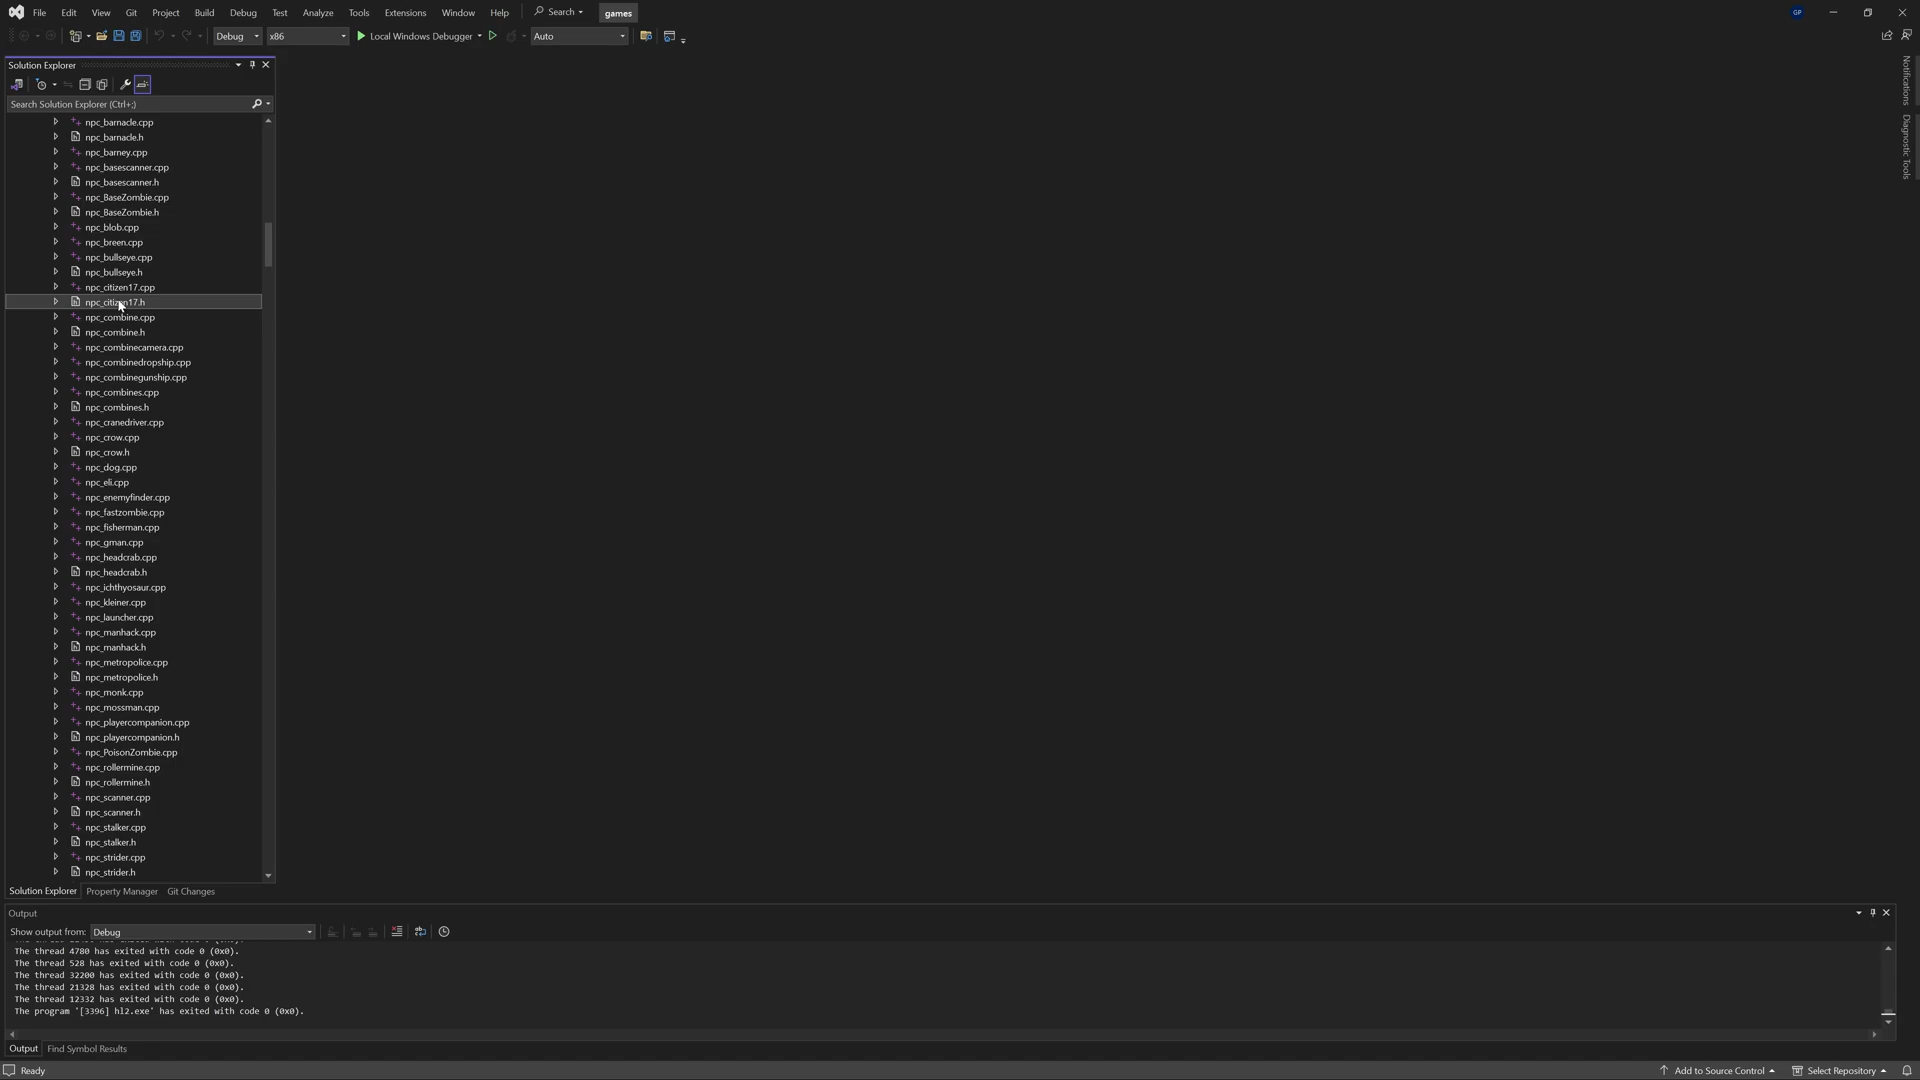 File Edit View Git Project Build Debug Test Analyze Tools Extensions Window Help Search games GP
Debug x86 Local Windows Debugger Auto
Solution Explorer
Search Solution Explorer (Ctrl+;)
npc_barnacle.cpp
npc_barnacle.h
npc_barney.cpp
npc_basescanner.cpp
npc_basescanner.h
npc_BaseZombie.cpp
npc_BaseZombie.h
npc_blob.cpp
npc_breen.cpp
npc_bullseye.cpp
npc_bullseye.h
npc_citizen17.cpp
npc_citizen17.h
npc_combine.cpp
npc_combine.h
npc_combinecamera.cpp
npc_combinedropship.cpp
npc_combinegunship.cpp
npc_combines.cpp
npc_combines.h
npc_cranedriver.cpp
npc_crow.cpp
npc_crow.h
npc_dog.cpp
npc_eli.cpp
npc_enemyfinder.cpp
npc_fastzombie.cpp
npc_fisherman.cpp
npc_gman.cpp
npc_headcrab.cpp
npc_headcrab.h
npc_ichthyosaur.cpp
npc_kleiner.cpp
npc_launcher.cpp
npc_manhack.cpp
npc_manhack.h
npc_metropolice.cpp
npc_metropolice.h
npc_monk.cpp
npc_mossman.cpp
npc_playercompanion.cpp
npc_playercompanion.h
npc_PoisonZombie.cpp
npc_rollermine.cpp
npc_rollermine.h
npc_scanner.cpp
npc_scanner.h
npc_stalker.cpp
npc_stalker.h
npc_strider.cpp
npc_strider.h
Solution Explorer Property Manager Git Changes
Notifications
Diagnostic Tools
Output
Show output from: Debug
The thread 4780 has exited with code 0 (0x0).
The thread 528 has exited with code 0 (0x0).
The thread 32200 has exited with code 0 (0x0).
The thread 21328 has exited with code 0 (0x0).
The thread 12332 has exited with code 0 (0x0).
The program '[3396] hl2.exe' has exited with code 0 (0x0).
Output Find Symbol Results
Ready Add to Source Control Select Repository